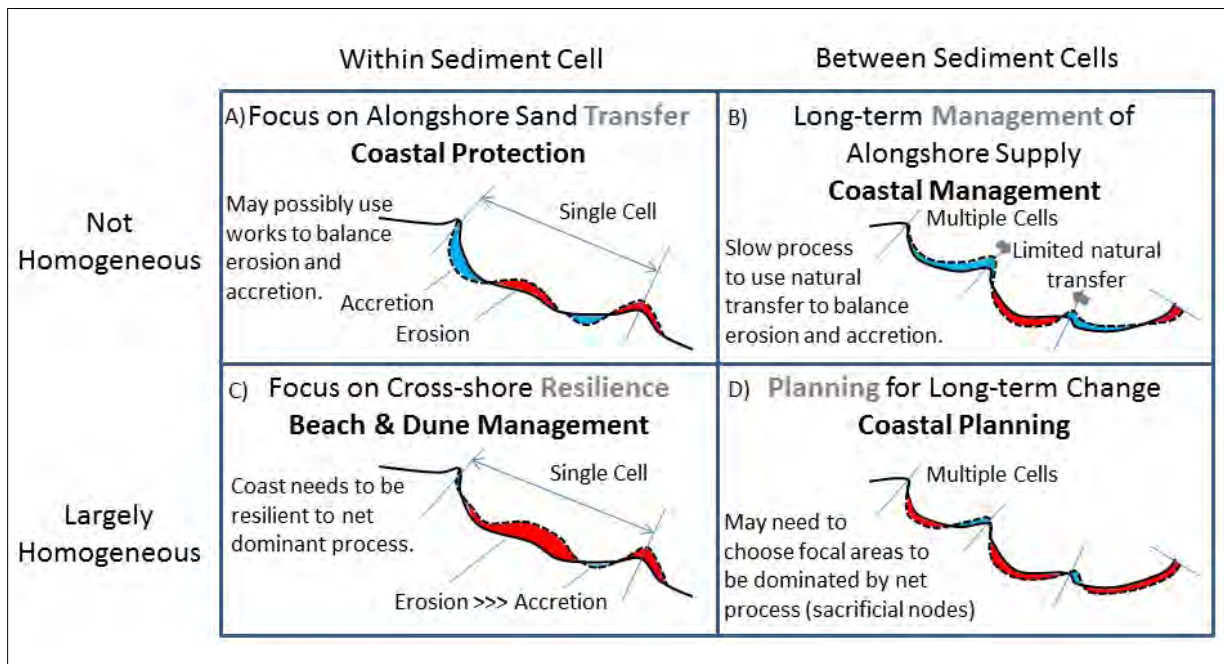 Within Sediment Cell
Between Sediment Cells
Not
Homogeneous
A) Focus on Alongshore Sand Transfer
Coastal Protection
May possibly use
works to balance
erosion and
accretion.
Single Cell
Accretion
Erosion
B) Long-term Management of
Alongshore Supply
Coastal Management
Multiple Cells
Slow process
to use natural
transfer to balance
erosion and accretion.
Limited natural
transfer
Largely
Homogeneous
C) Focus on Cross-shore Resilience
Beach & Dune Management
Single Cell
Coast needs to be
resilient to net
dominant process.
Erosion >>> Accretion
D) Planning for Long-term Change
Coastal Planning
Multiple Cells
May need to
choose focal areas to
be dominated by net
process (sacrificial nodes)